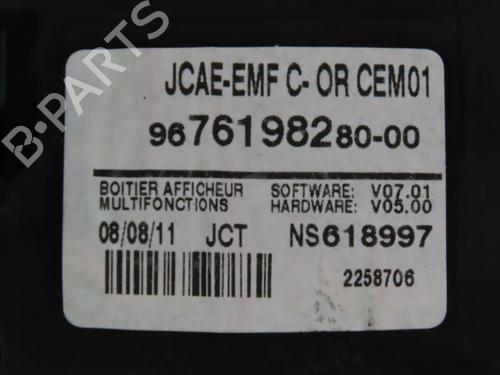 JCAE-EMF C- OR CEM01
9676198280-00
BOITIER AFFICHEUR SOFTWARE: V07.01
MULTIFONCTIONS HARDWARE: V05.00
08/08/11 JCT NS618997
2258706
B-PARTS